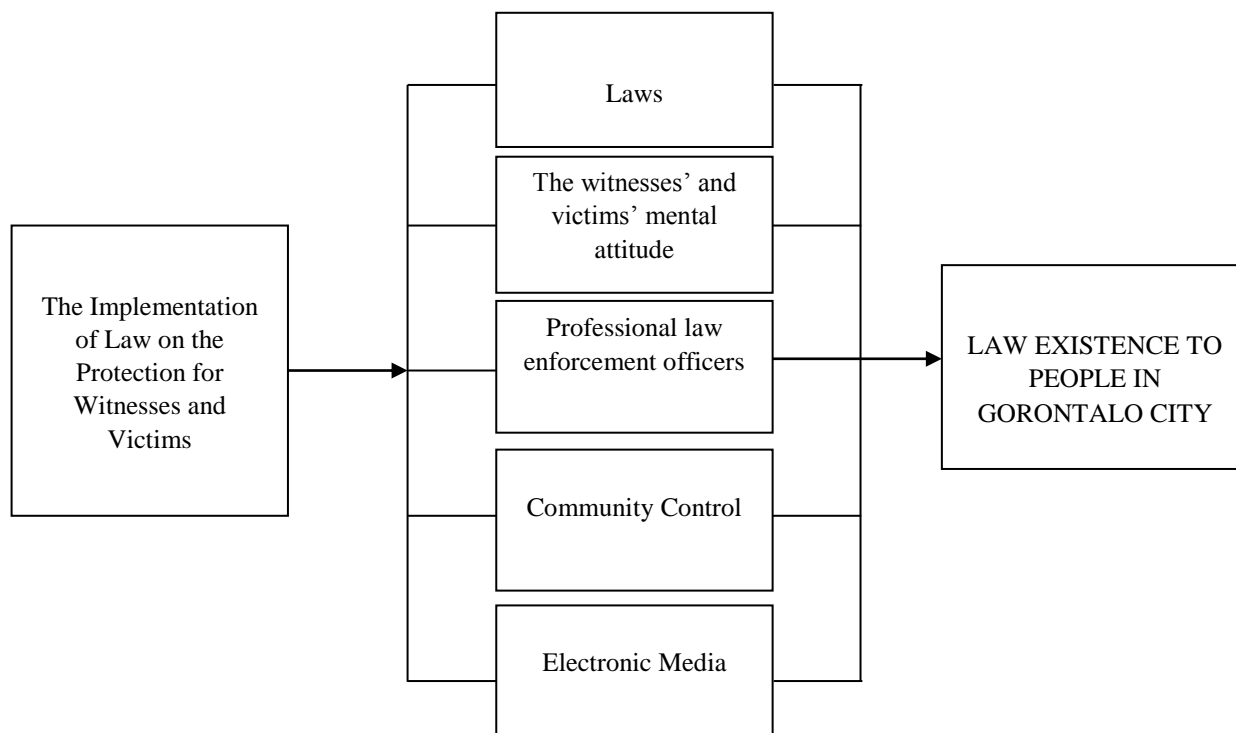 The Implementation
of Law on the
Protection for
Witnesses and
Victims
Laws
The witnesses’ and
victims’ mental
attitude
Professional law
enforcement officers
Community Control
Electronic Media
LAW EXISTENCE TO
PEOPLE IN
GORONTALO CITY